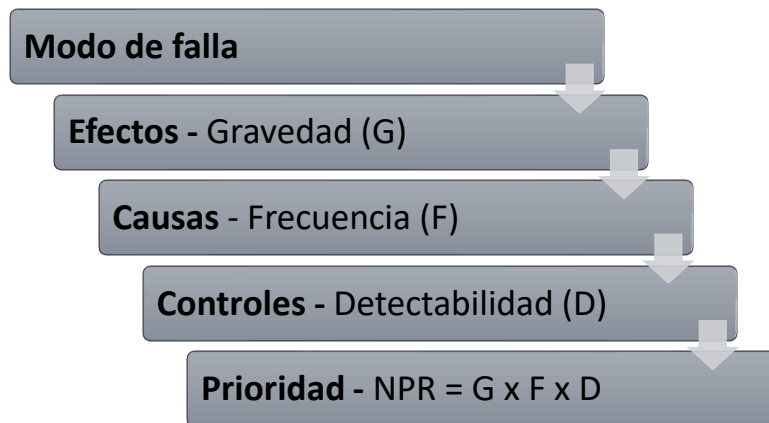 Modo de falla
Efectos - Gravedad (G)
Causas - Frecuencia (F)
Controles - Detectabilidad (D)
Prioridad - NPR = G x F x D